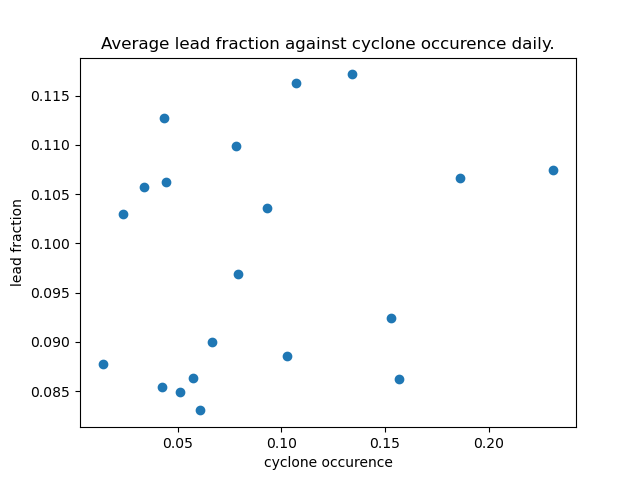 Average lead fraction against cyclone occurence daily.
0.115
0.110
0.105
0.100
0.095
0.090
0.085
lead fraction
0.05 0.10 0.15 0.20
cyclone occurence